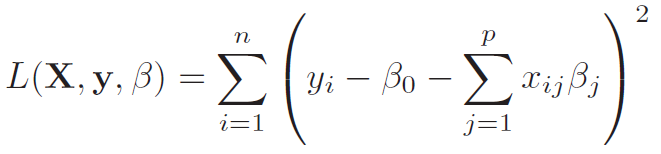 L(𝐗, 𝐲, β) = ∑_{i=1}^{n} ( y_i − β_0 − ∑_{j=1}^{p} x_{ij} β_j )^2